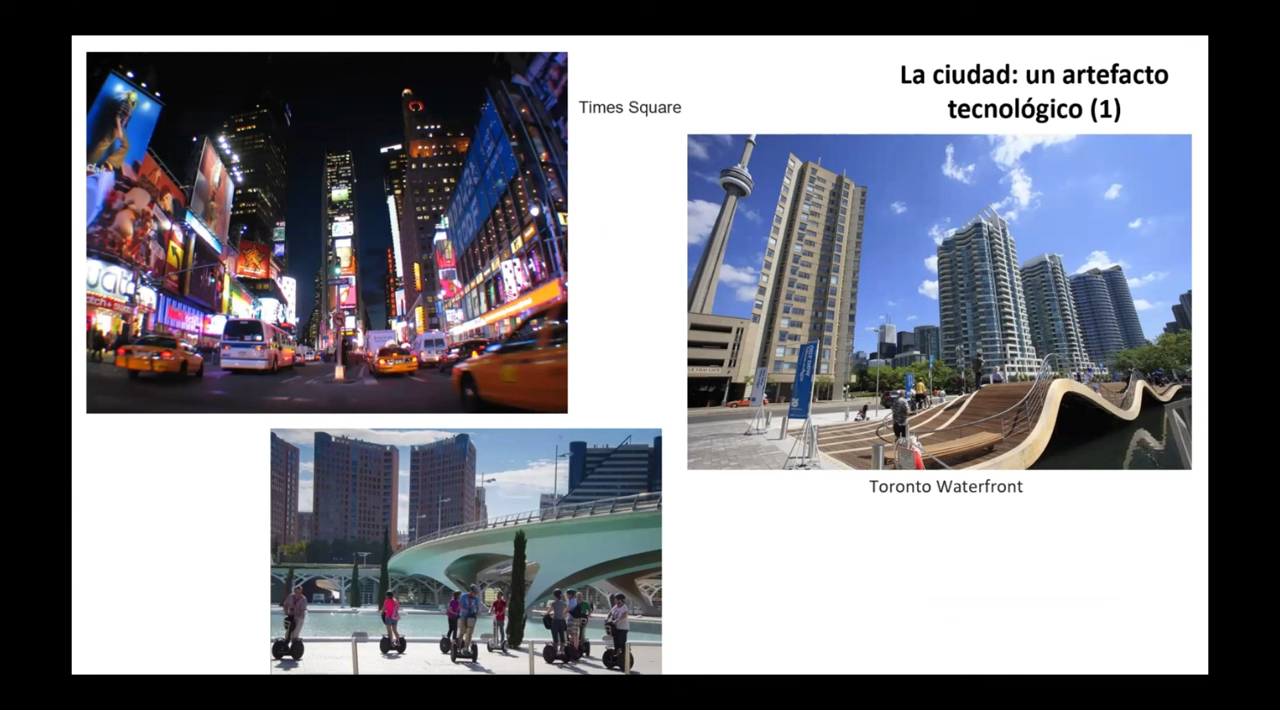 La ciudad: un artefacto
tecnológico (1)
Times Square
Toronto Waterfront